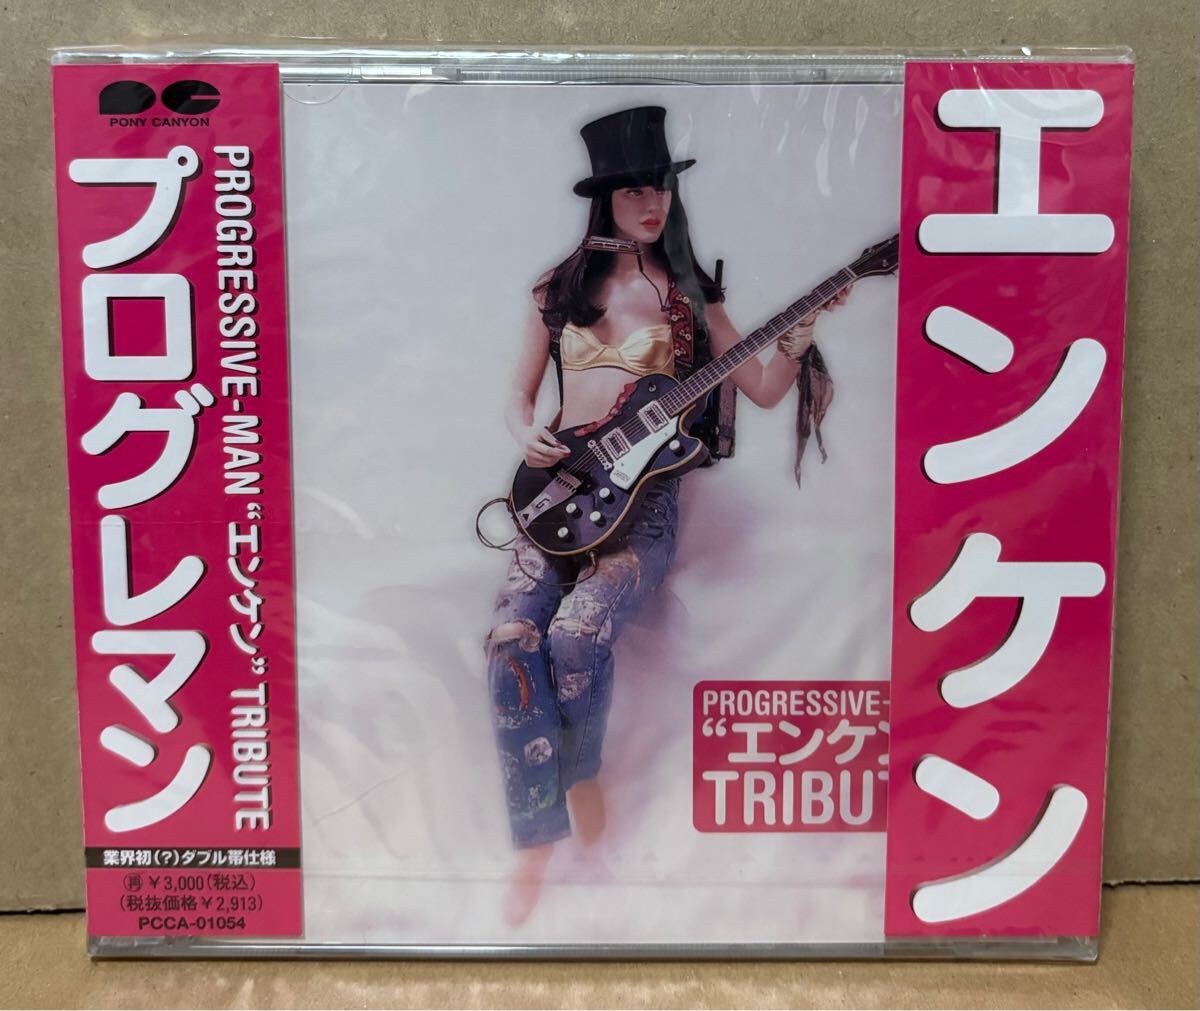 PONY CANYON
プログレマン
PROGRESSIVE-MAN “エンケン” TRIBUTE
業界初(?)ダブル帯仕様
再 ¥3,000(税込)
(税抜価格¥2,913)
PCCA-01054
PROGRESSIVE-
“エンケン
TRIBUT
エンケン